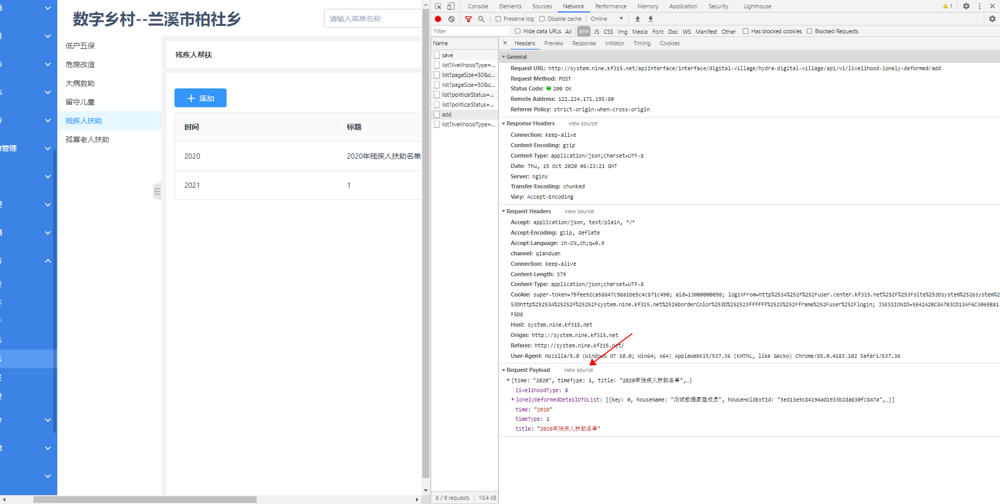 数字乡村--兰溪市柏社乡
请输入菜单名称
低户五保
危房改造
大病救助
留守儿童
残疾人扶助
孤寡老人扶助
管理
残疾人帮扶
添加
时间 标题
2020 2020年残疾人扶助名单
2021 1
Console Elements Sources Network Performance Memory Application Security Lighthouse 1
Preserve log Disable cache Online
Filter Hide data URLs All XHR JS CSS Img Media Font Doc WS Manifest Other Has blocked cookies Blocked Requests
Name
save
list?livelihoodType=...
list?pageSize=50&c...
list?pageSize=50&c...
list?politicalStatus=...
list?politicalStatus=...
add
list?livelihoodType=...
8 / 9 requests 10.4 kB
Headers Preview Response Initiator Timing Cookies
General
Request URL: http://system.nine.kf315.net/apiInterface/interface/digital-village/hydra-digital-village/api/v1/livelihood-lonely-deformed/add
Request Method: POST
Status Code: 200 OK
Remote Address: 122.224.171.195:80
Referrer Policy: strict-origin-when-cross-origin
Response Headers view source
Connection: keep-alive
Content-Encoding: gzip
Content-Type: application/json;charset=UTF-8
Date: Thu, 15 Oct 2020 06:23:21 GMT
Server: nginx
Transfer-Encoding: chunked
Vary: Accept-Encoding
Request Headers view source
Accept: application/json, text/plain, */*
Accept-Encoding: gzip, deflate
Accept-Language: zh-CN,zh;q=0.9
channel: qianduan
Connection: keep-alive
Content-Length: 379
Content-Type: application/json;charset=UTF-8
Cookie: super-token=75fee92ca58647c98a1be5c4c871c490; aid=13000000098; loginFrom=http%253A%252F%252Fuser.center.kf315.net%252F%253Fsite%253Dsystem%2526system%2
53Dhttp%25253A%25252F%25252Fsystem.nine.kf315.net%2526borderColor%253D%252523ffffff%2523%252Fframe%252Fuser%252Flogin; JSESSIONID=5E42A2BC8A7B3CD13AF6C3069B81
F5D8
Host: system.nine.kf315.net
Origin: http://system.nine.kf315.net
Referer: http://system.nine.kf315.net/
User-Agent: Mozilla/5.0 (Windows NT 10.0; Win64; x64) AppleWebKit/537.36 (KHTML, like Gecko) Chrome/85.0.4183.102 Safari/537.36
Request Payload view source
{time: "2020", timeType: 1, title: "2020年残疾人扶助名单",…}
livelihoodType: 8
lonelyDeformedDetailDTOList: [{key: 0, houseName: "测试数据家庭成员", houseHoldExtId: "3ed13e9c84194ad1933b2da830fc847a",…}]
time: "2020"
timeType: 1
title: "2020年残疾人扶助名单"